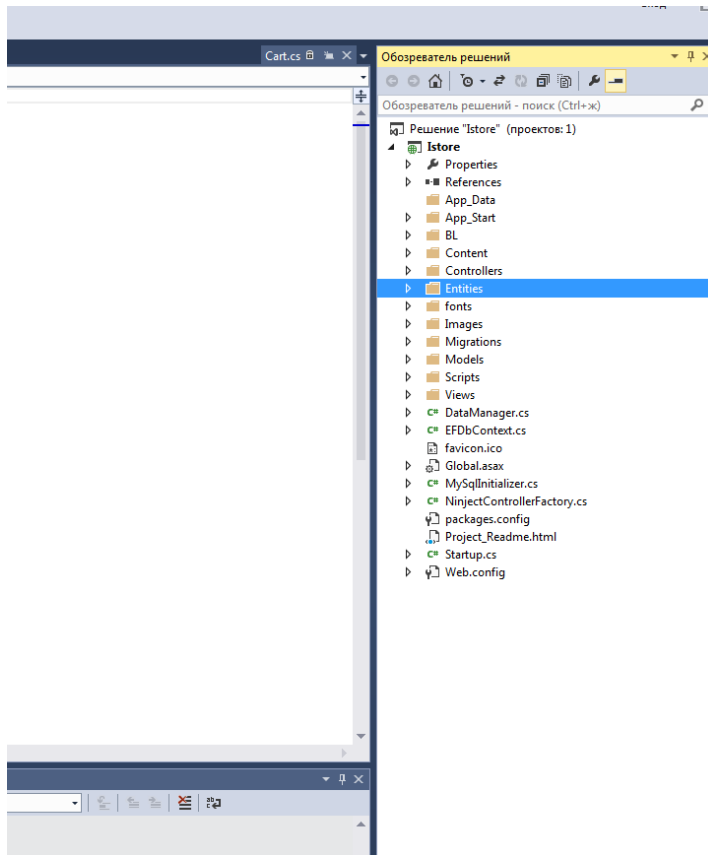 Cart.cs
Обозреватель решений
Обозреватель решений - поиск (Ctrl+ж)
Решение "Istore" (проектов: 1)
Istore
Properties
References
App_Data
App_Start
BL
Content
Controllers
Entities
fonts
Images
Migrations
Models
Scripts
Views
C# DataManager.cs
C# EFDbContext.cs
favicon.ico
Global.asax
C# MySqlInitializer.cs
C# NinjectControllerFactory.cs
packages.config
Project_Readme.html
C# Startup.cs
Web.config